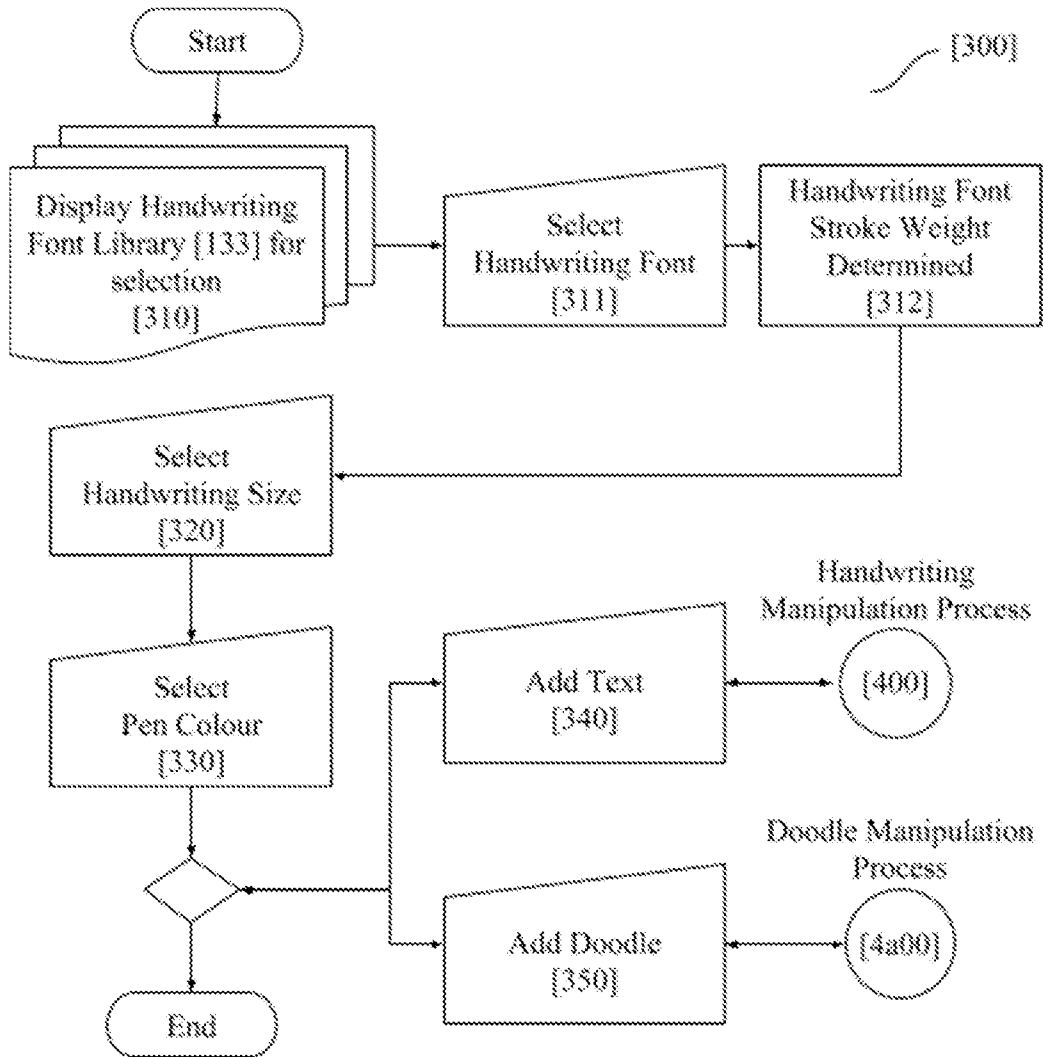 Start
[300]
Display Handwriting
Font Library [133] for
selection
[310]
Select
Handwriting Font
[311]
Handwriting Font
Stroke Weight
Determined
[312]
Select
Handwriting Size
[320]
Select
Pen Colour
[330]
Add Text
[340]
Handwriting
Manipulation Process
[400]
Add Doodle
[350]
Doodle Manipulation
Process
[4a00]
End